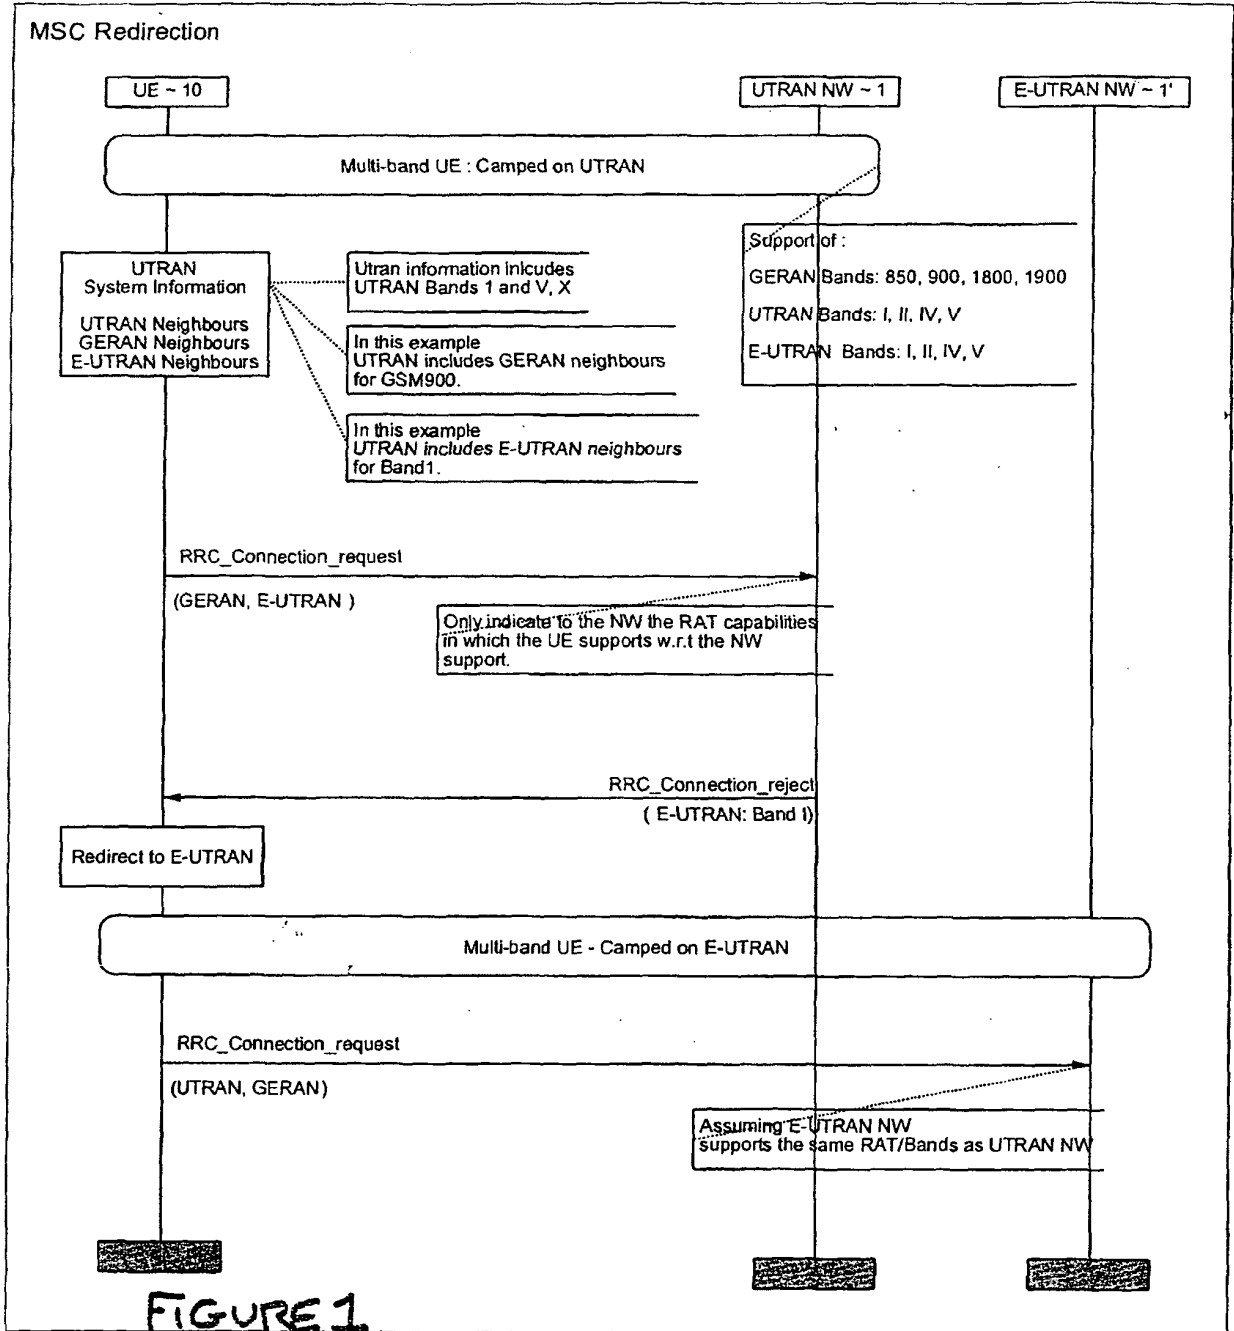 MSC Redirection
UE ~ 10
UTRAN NW ~ 1
E-UTRAN NW ~ 1'
Multi-band UE : Camped on UTRAN
UTRAN
System Information
UTRAN Neighbours
GERAN Neighbours
E-UTRAN Neighbours
Utran information Inlcudes
UTRAN Bands 1 and V, X
In this example
UTRAN includes GERAN neighbours
for GSM900.
In this example
UTRAN includes E-UTRAN neighbours
for Band1.
Support of :
GERAN Bands: 850, 900, 1800, 1900
UTRAN Bands: I, II, IV, V
E-UTRAN Bands: I, II, IV, V
RRC_Connection_request
(GERAN, E-UTRAN )
Only indicate to the NW the RAT capabilities
in which the UE supports w.r.t the NW
support.
RRC_Connection_reject
( E-UTRAN: Band I)
Redirect to E-UTRAN
Multi-band UE - Camped on E-UTRAN
RRC_Connection_request
(UTRAN, GERAN)
Assuming E-UTRAN NW
supports the same RAT/Bands as UTRAN NW
FIGURE 1